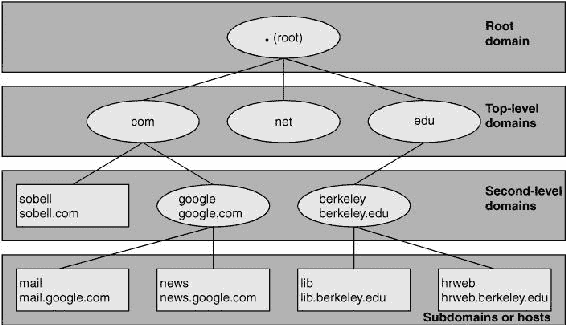 . (root)
Root
domain
com
net
edu
Top-level
domains
sobell
sobell.com
google
google.com
berkeley
berkeley.edu
Second-level
domains
mail
mail.google.com
news
news.google.com
lib
lib.berkeley.edu
hrweb
hrweb.berkeley.edu
Subdomains or hosts